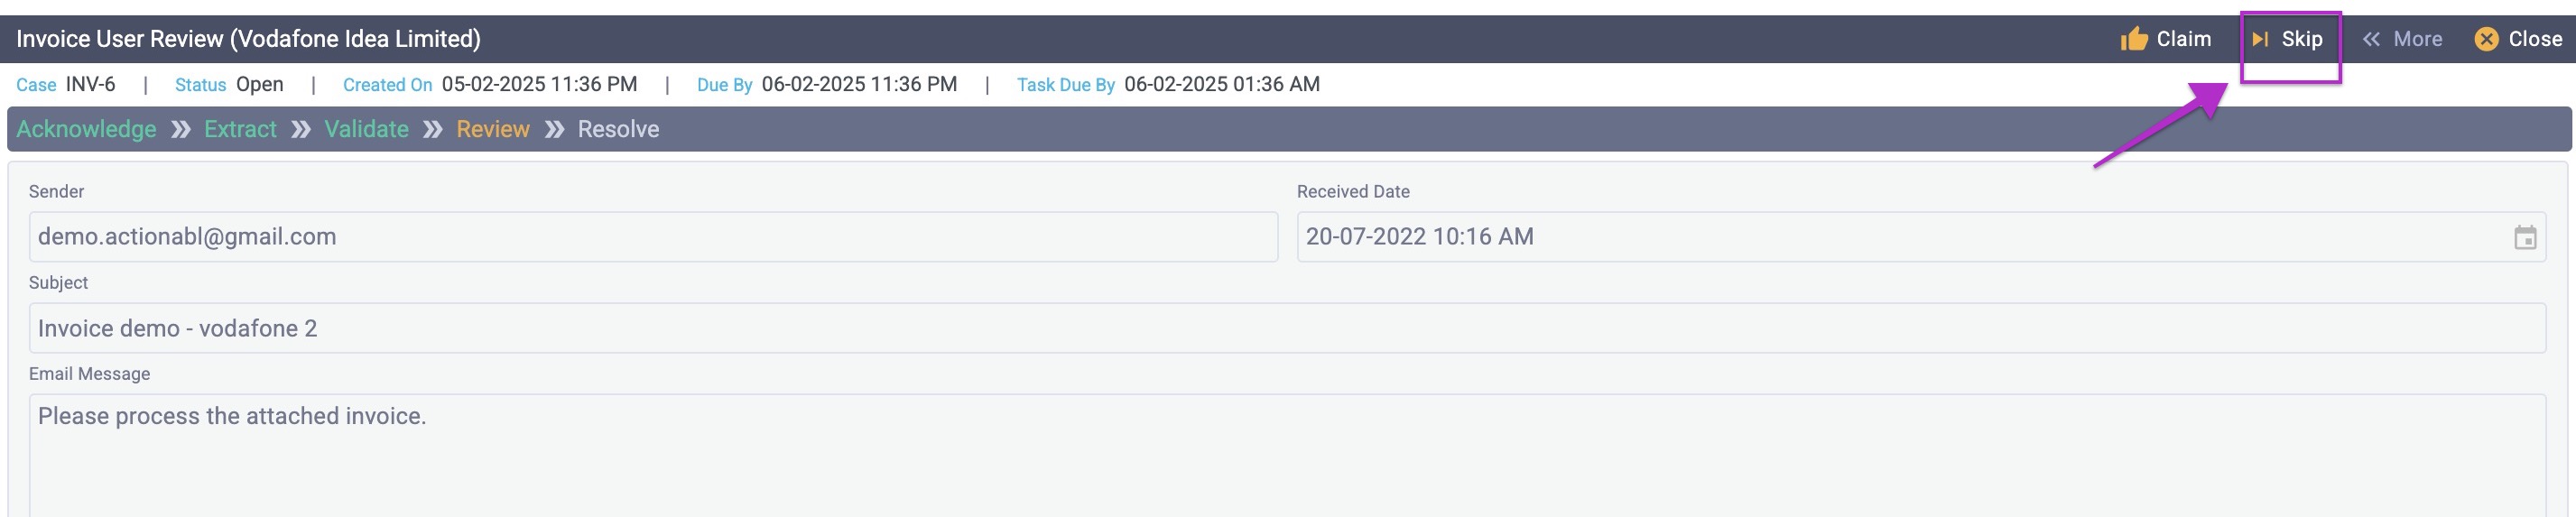 Invoice User Review (Vodafone Idea Limited) Claim Skip More Close
Case INV-6 | Status Open | Created On 05-02-2025 11:36 PM | Due By 06-02-2025 11:36 PM | Task Due By 06-02-2025 01:36 AM
Acknowledge Extract Validate Review Resolve
Sender Received Date
demo.actionabl@gmail.com 20-07-2022 10:16 AM
Subject
Invoice demo - vodafone 2
Email Message
Please process the attached invoice.